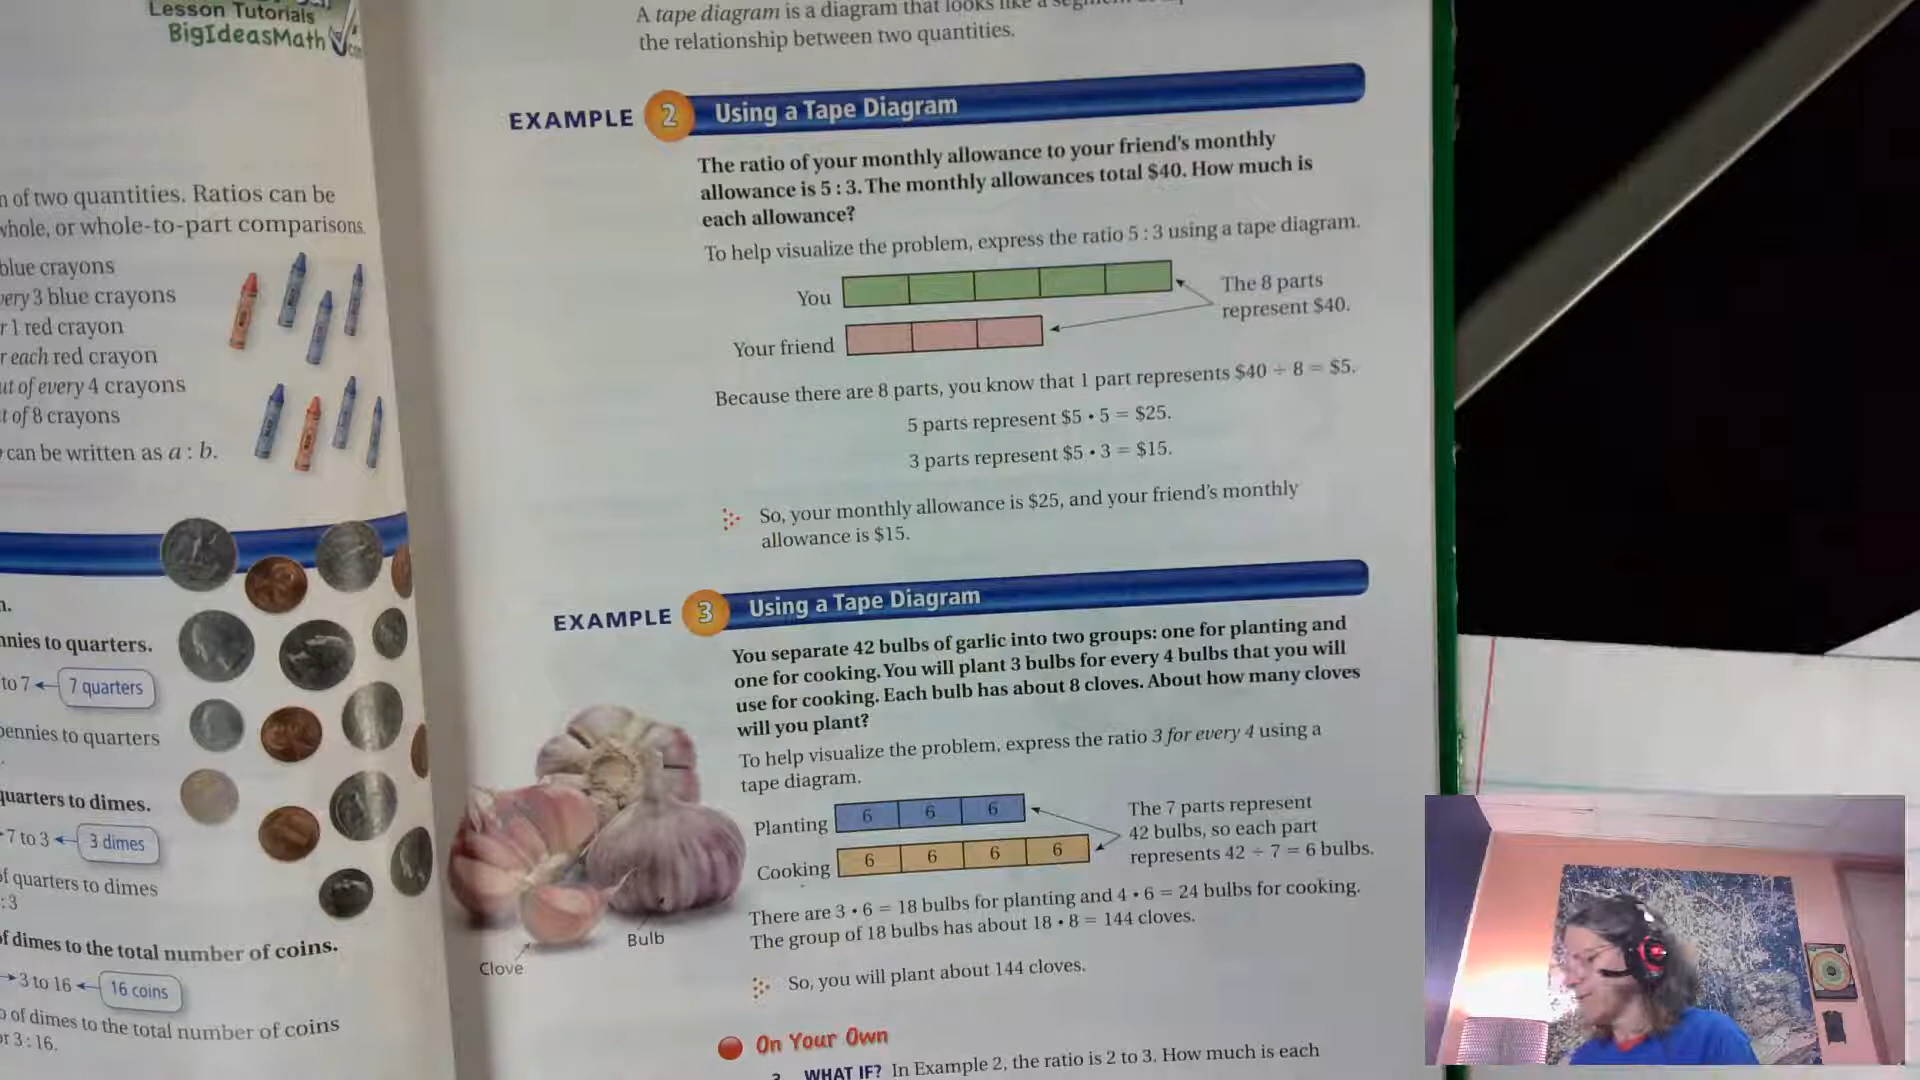 Lesson Tutorials
BigIdeasMath
of two quantities. Ratios can be
whole, or whole-to-part comparisons.
blue crayons
3 blue crayons
1 red crayon
each red crayon
of every 4 crayons
of 8 crayons
can be written as a : b.
to quarters.
to 7 7 quarters
pennies to quarters
quarters to dimes.
7 to 3 3 dimes
of quarters to dimes
: 3
of dimes to the total number of coins.
3 to 16 16 coins
of dimes to the total number of coins
or 3 : 16.
A tape diagram is a diagram that looks like a
the relationship between two quantities.
EXAMPLE 2 Using a Tape Diagram
The ratio of your monthly allowance to your friend's monthly
allowance is 5 : 3. The monthly allowances total $40. How much is
each allowance?
To help visualize the problem, express the ratio 5 : 3 using a tape diagram.
You
Your friend
The 8 parts
represent $40.
Because there are 8 parts, you know that 1 part represents $40 ÷ 8 = $5.
5 parts represent $5 • 5 = $25.
3 parts represent $5 • 3 = $15.
So, your monthly allowance is $25, and your friend's monthly
allowance is $15.
EXAMPLE 3 Using a Tape Diagram
You separate 42 bulbs of garlic into two groups: one for planting and
one for cooking. You will plant 3 bulbs for every 4 bulbs that you will
use for cooking. Each bulb has about 8 cloves. About how many cloves
will you plant?
To help visualize the problem, express the ratio 3 for every 4 using a
tape diagram.
Planting 6 6 6
Cooking 6 6 6 6
The 7 parts represent
42 bulbs, so each part
represents 42 ÷ 7 = 6 bulbs.
There are 3 • 6 = 18 bulbs for planting and 4 • 6 = 24 bulbs for cooking.
The group of 18 bulbs has about 18 • 8 = 144 cloves.
So, you will plant about 144 cloves.
Clove
Bulb
On Your Own
WHAT IF? In Example 2, the ratio is 2 to 3. How much is each